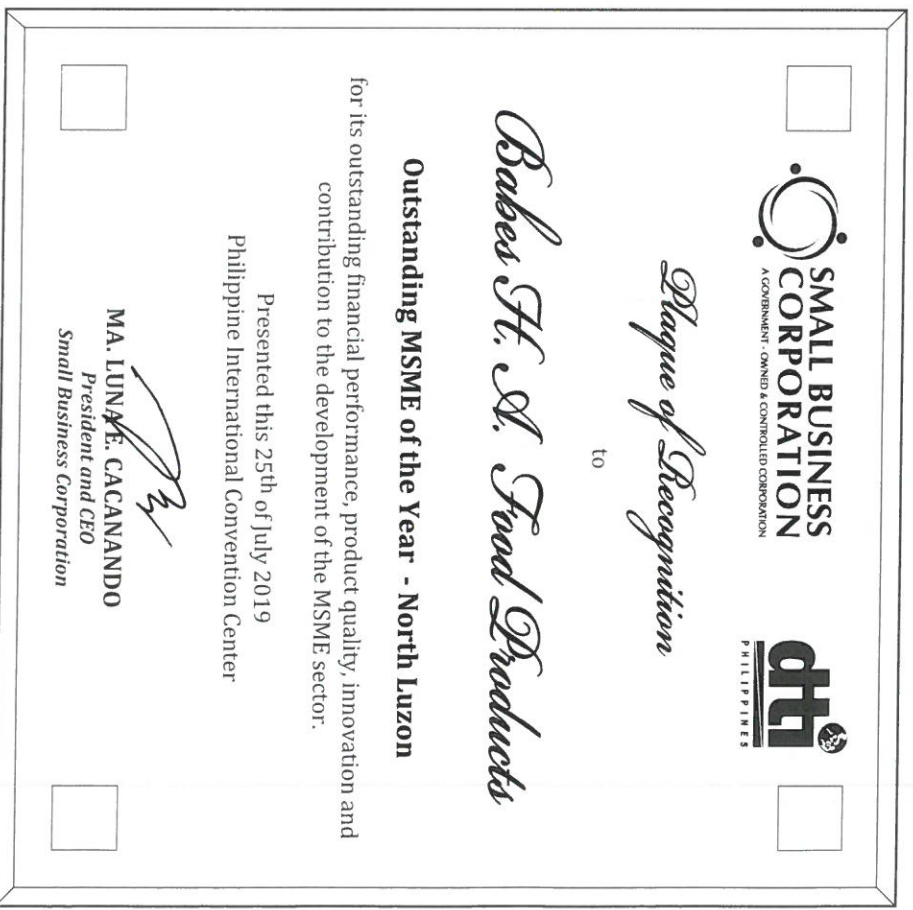 SMALL BUSINESS
CORPORATION
A GOVERNMENT - OWNED & CONTROLLED CORPORATION
dti
PHILIPPINES
Plaque of Recognition
to
Babes H. A. Food Products
Outstanding MSME of the Year - North Luzon
for its outstanding financial performance, product quality, innovation and
contribution to the development of the MSME sector.
Presented this 25th of July 2019
Philippine International Convention Center
MA. LUNA E. CACANANDO
President and CEO
Small Business Corporation